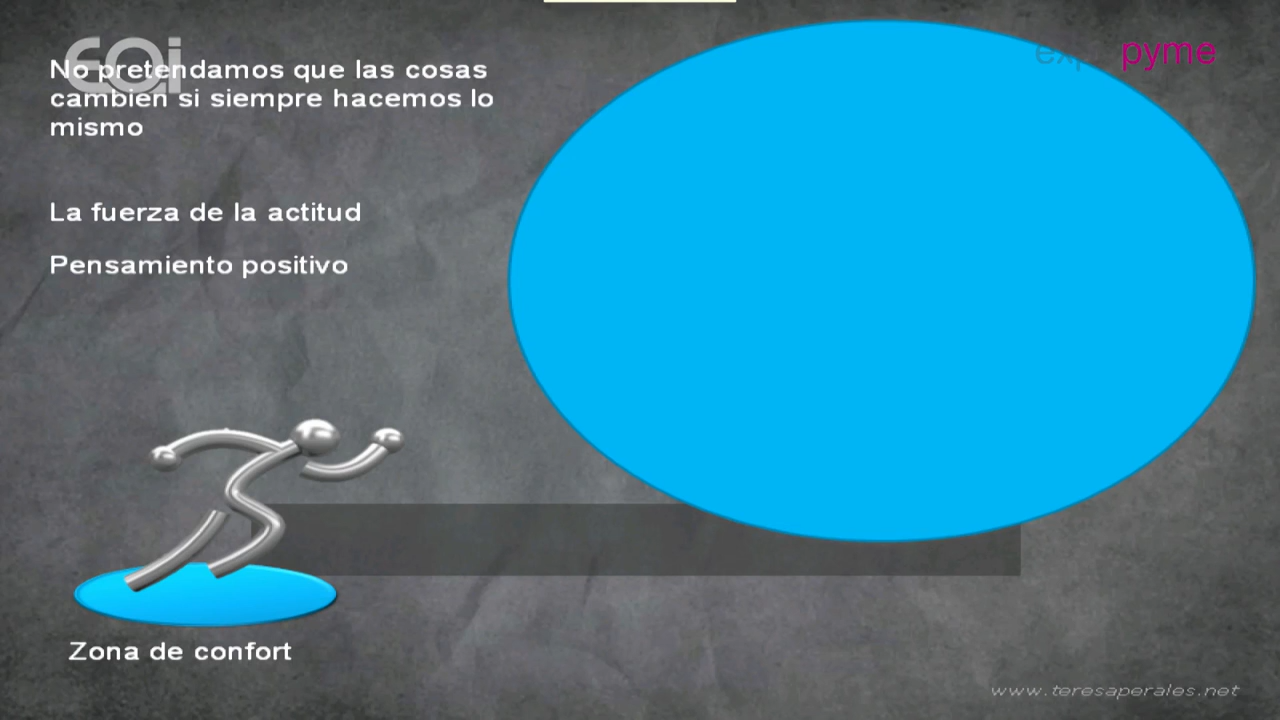 EOi
No pretendamos que las cosas
cambien si siempre hacemos lo
mismo
La fuerza de la actitud
Pensamiento positivo
pyme
Zona de confort
www.teresaperales.net